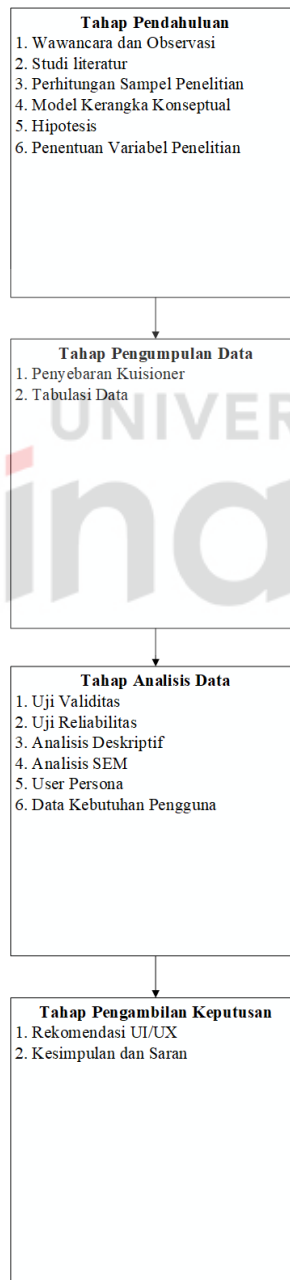 Tahap Pendahuluan
1. Wawancara dan Observasi
2. Studi literatur
3. Perhitungan Sampel Penelitian
4. Model Kerangka Konseptual
5. Hipotesis
6. Penentuan Variabel Penelitian
Tahap Pengumpulan Data
1. Penyebaran Kuisioner
2. Tabulasi Data
UNIVER
ina
Tahap Analisis Data
1. Uji Validitas
2. Uji Reliabilitas
3. Analisis Deskriptif
4. Analisis SEM
5. User Persona
6. Data Kebutuhan Pengguna
Tahap Pengambilan Keputusan
1. Rekomendasi UI/UX
2. Kesimpulan dan Saran